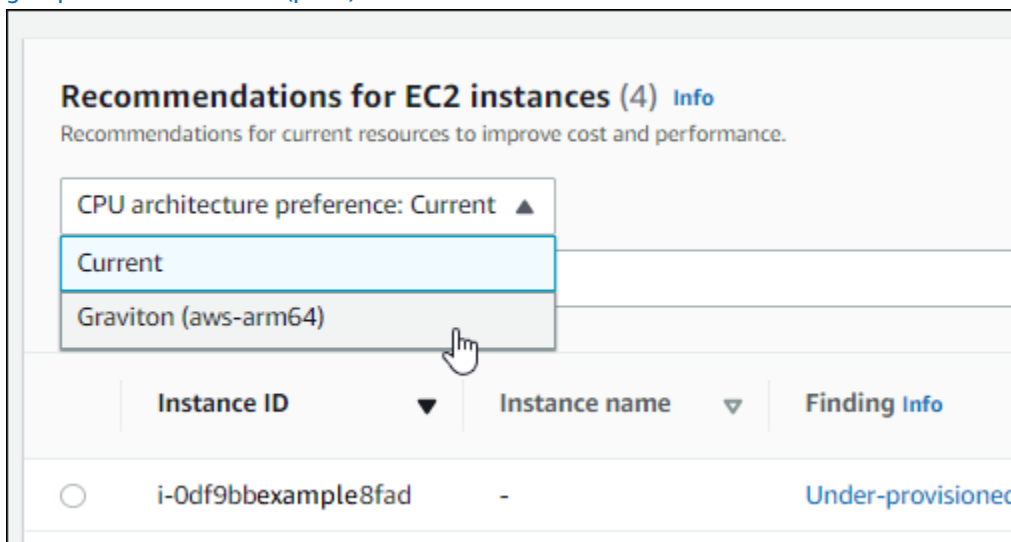 Recommendations for EC2 instances (4) Info
Recommendations for current resources to improve cost and performance.
CPU architecture preference: Current
Current
Graviton (aws-arm64)
Instance ID Instance name Finding Info
i-0df9bbexample8fad - Under-provisioned